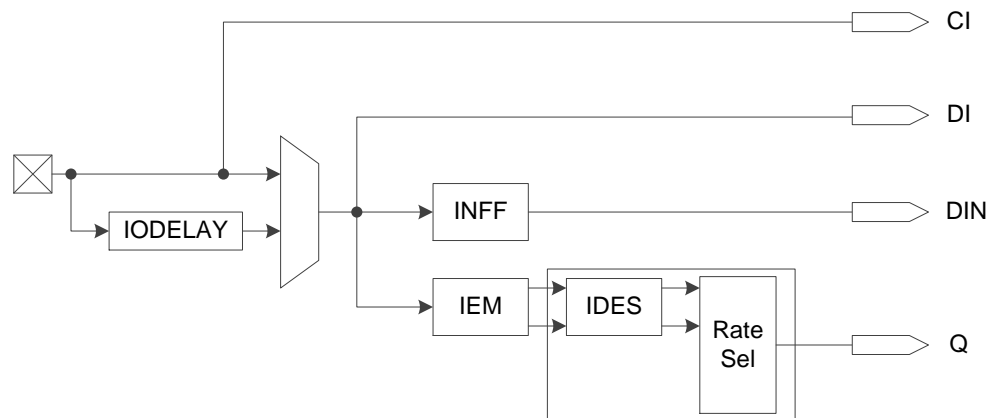 CI
DI
IODELAY
INFF
DIN
IEM
IDES
Rate
Sel
Q